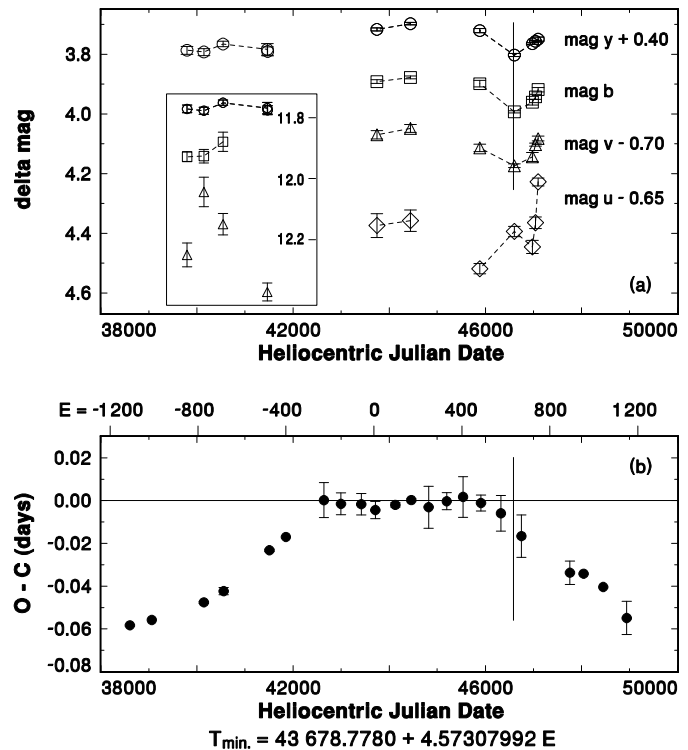 3.8
4.0
4.2
4.4
4.6
delta mag
mag y + 0.40
mag b
mag v - 0.70
mag u - 0.65
11.8
12.0
12.2
(a)
38000 42000 46000 50000
Heliocentric Julian Date
E = -1200 -800 -400 0 400 800 1200
0.02
0.00
-0.02
-0.04
-0.06
-0.08
O - C (days)
(b)
38000 42000 46000 50000
Heliocentric Julian Date
Tmin. = 43 678.7780 + 4.57307992 E